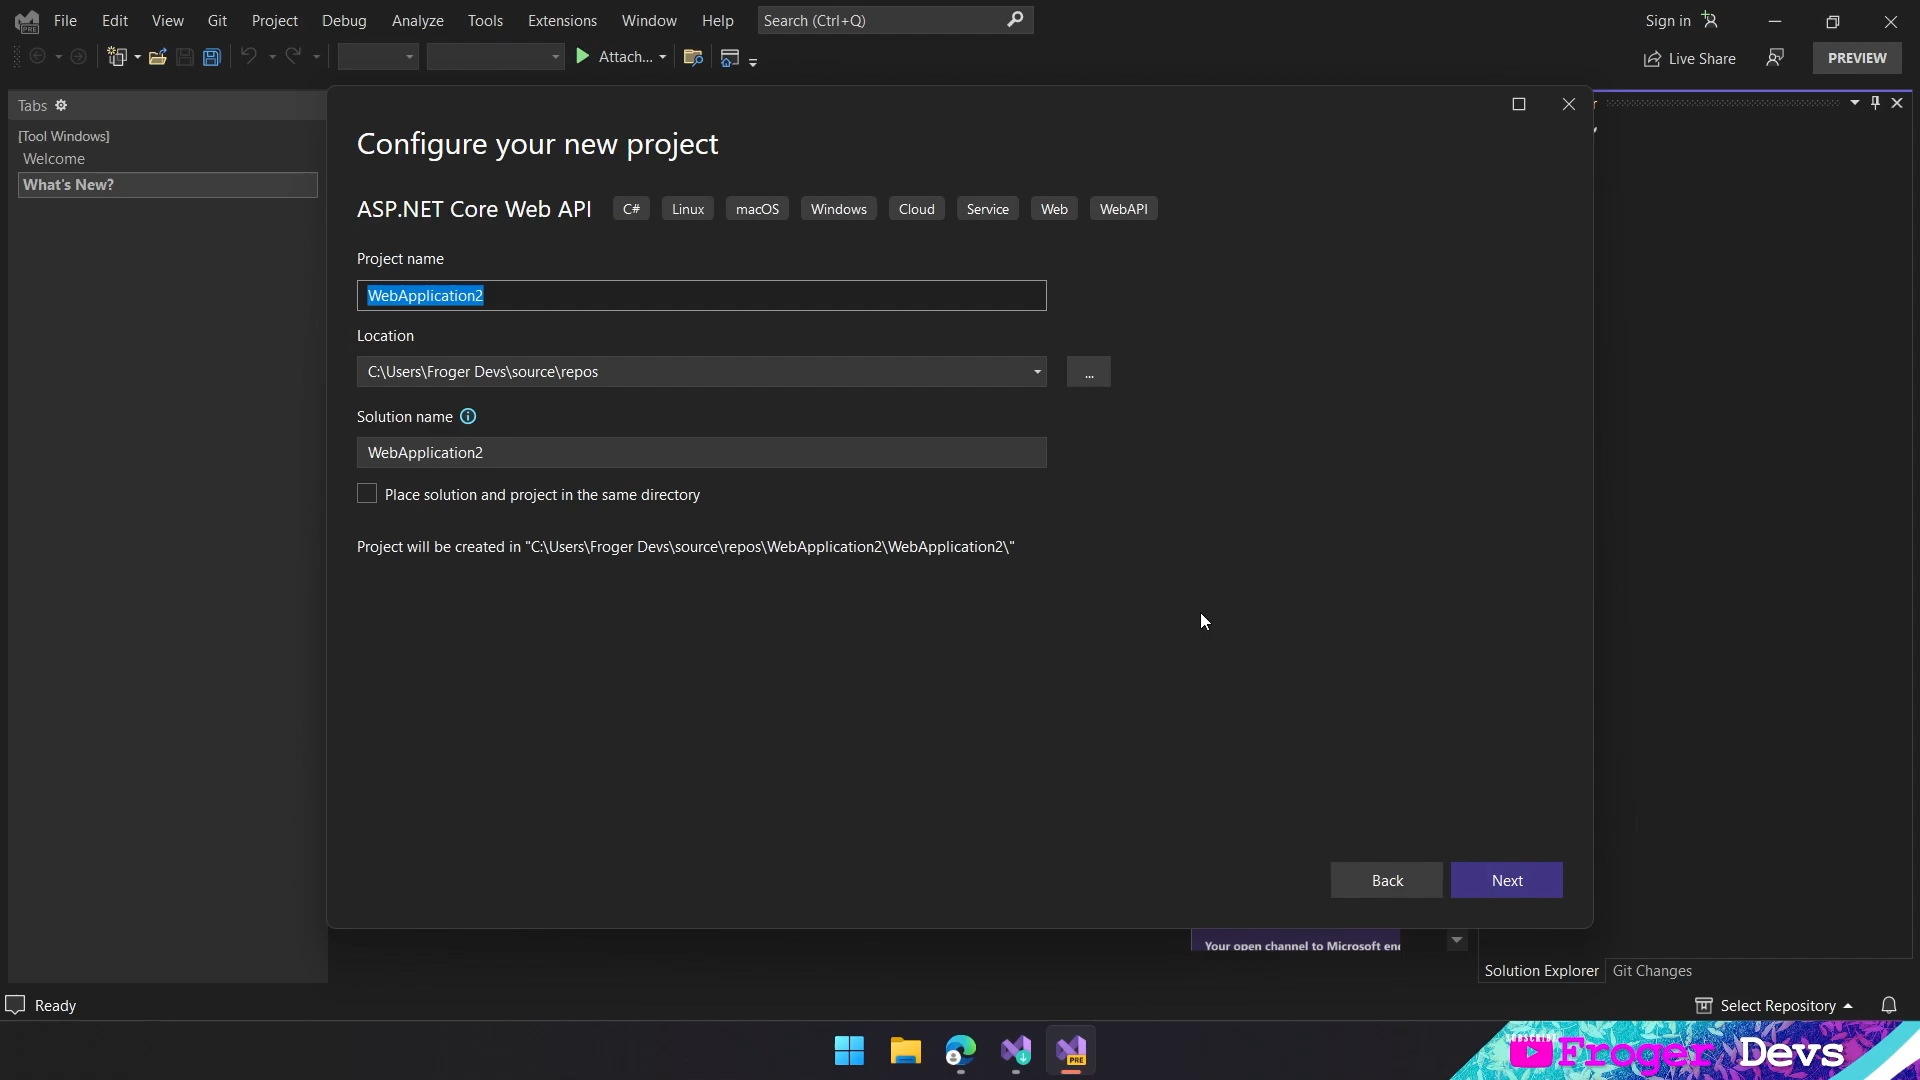 File Edit View Git Project Debug Analyze Tools Extensions Window Help Search (Ctrl+Q) Sign in
Attach... Live Share PREVIEW
Tabs
[Tool Windows]
Welcome
What's New?
Configure your new project
ASP.NET Core Web API C# Linux macOS Windows Cloud Service Web WebAPI
Project name
WebApplication2
Location
C:\Users\Froger Devs\source\repos
...
Solution name
WebApplication2
Place solution and project in the same directory
Project will be created in "C:\Users\Froger Devs\source\repos\WebApplication2\WebApplication2\"
Back Next
Your open channel to Microsoft
Solution Explorer Git Changes
Ready Select Repository
PRE
SUBSCRIBE
Froger Devs